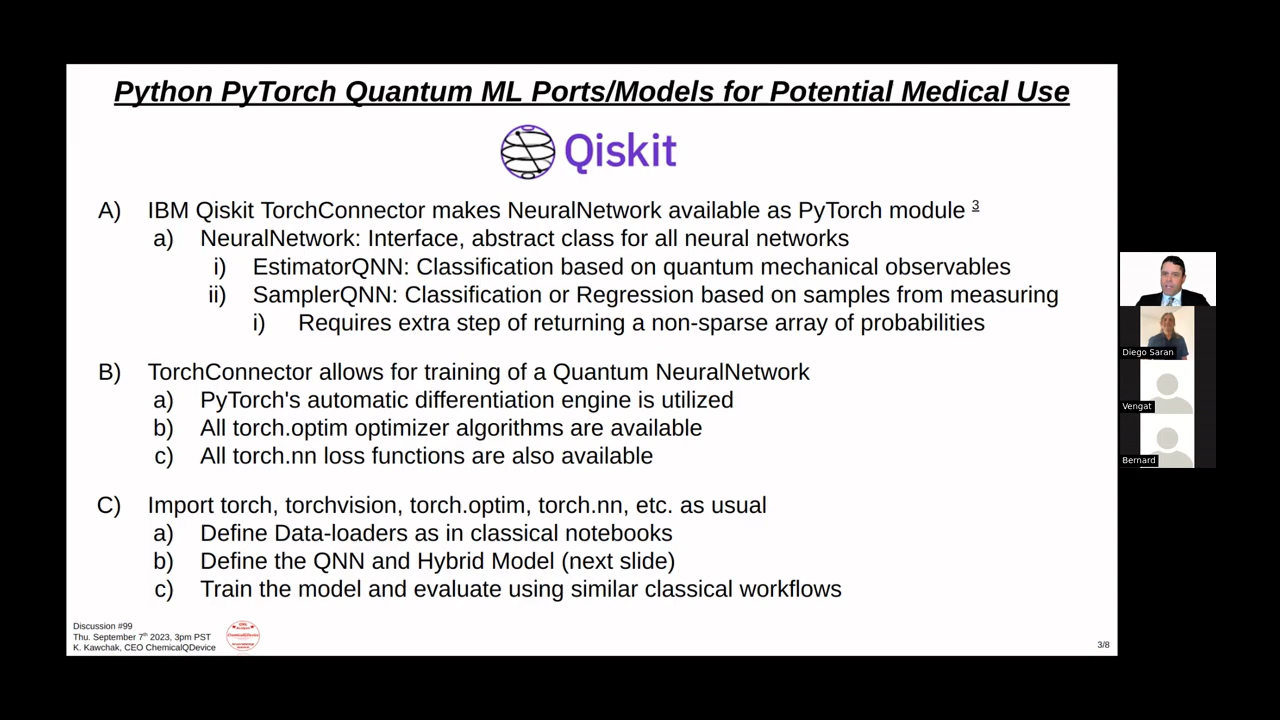 Python PyTorch Quantum ML Ports/Models for Potential Medical Use
Qiskit
A) IBM Qiskit TorchConnector makes NeuralNetwork available as PyTorch module 3
a) NeuralNetwork: Interface, abstract class for all neural networks
i) EstimatorQNN: Classification based on quantum mechanical observables
ii) SamplerQNN: Classification or Regression based on samples from measuring
i) Requires extra step of returning a non-sparse array of probabilities
B) TorchConnector allows for training of a Quantum NeuralNetwork
a) PyTorch's automatic differentiation engine is utilized
b) All torch.optim optimizer algorithms are available
c) All torch.nn loss functions are also available
C) Import torch, torchvision, torch.optim, torch.nn, etc. as usual
a) Define Data-loaders as in classical notebooks
b) Define the QNN and Hybrid Model (next slide)
c) Train the model and evaluate using similar classical workflows
Discussion #99
Thu. September 7th 2023, 3pm PST
K. Kawchak, CEO ChemicalQDevice
3/8
Diego Saran
Vengat
Bernard